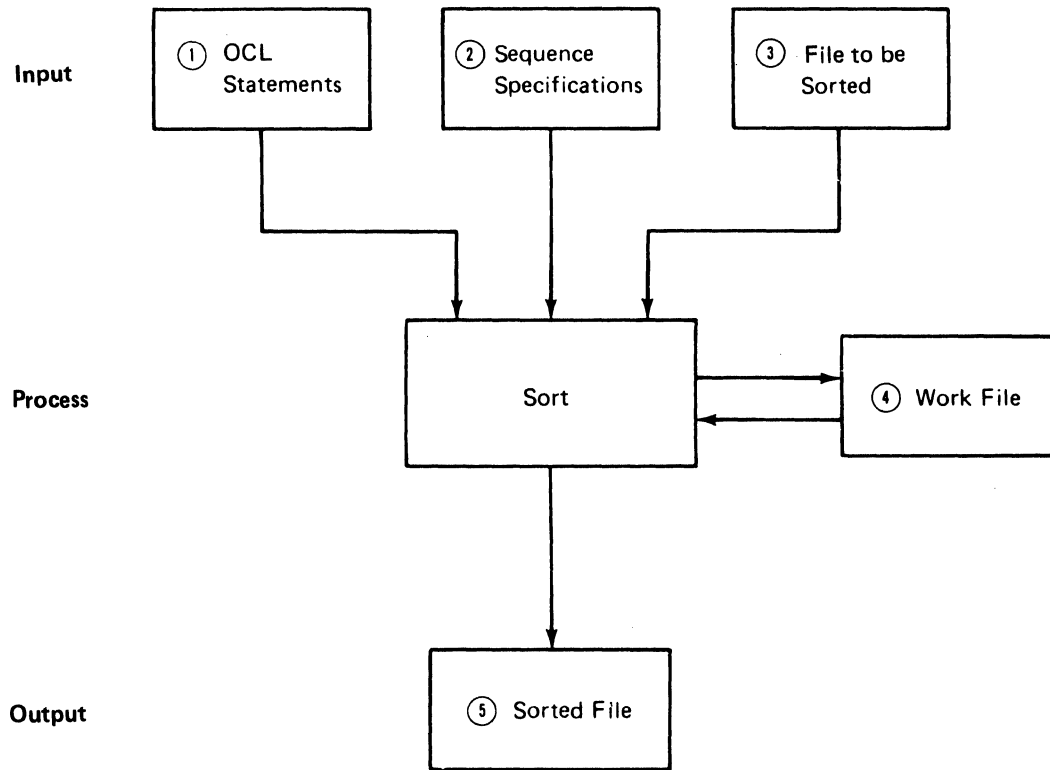 Input
① OCL
Statements
② Sequence
Specifications
③ File to be
Sorted
Process
Sort
④ Work File
Output
⑤ Sorted File